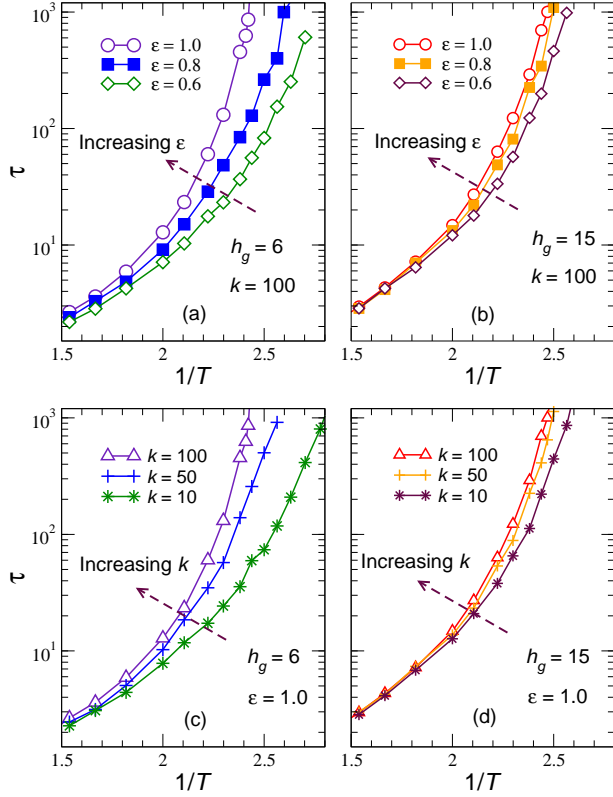 10³
ε = 1.0
ε = 0.8
ε = 0.6
10²
Increasing ε
τ
10¹
h_g = 6
k = 100
(a)
1.5 2 2.5
1/T
ε = 1.0
ε = 0.8
ε = 0.6
Increasing ε
h_g = 15
k = 100
(b)
1.5 2 2.5
1/T
10³
k = 100
k = 50
k = 10
10²
Increasing k
τ
10¹
h_g = 6
ε = 1.0
(c)
1.5 2 2.5
1/T
k = 100
k = 50
k = 10
Increasing k
h_g = 15
ε = 1.0
(d)
1.5 2 2.5
1/T